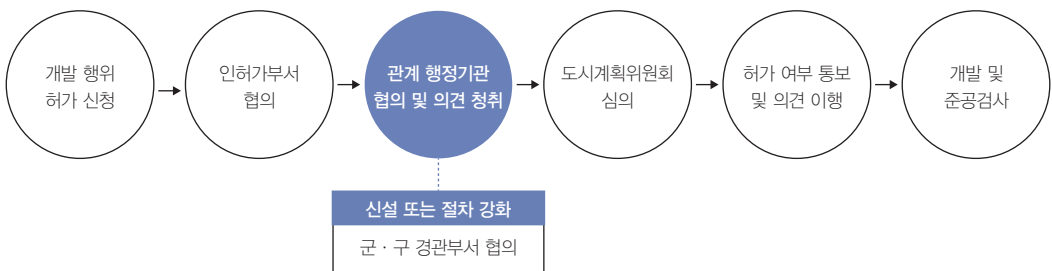 개발 행위
허가 신청
인허가부서
협의
관계 행정기관
협의 및 의견 청취
도시계획위원회
심의
허가 여부 통보
및 의견 이행
개발 및
준공검사
신설 또는 절차 강화
군 · 구 경관부서 협의